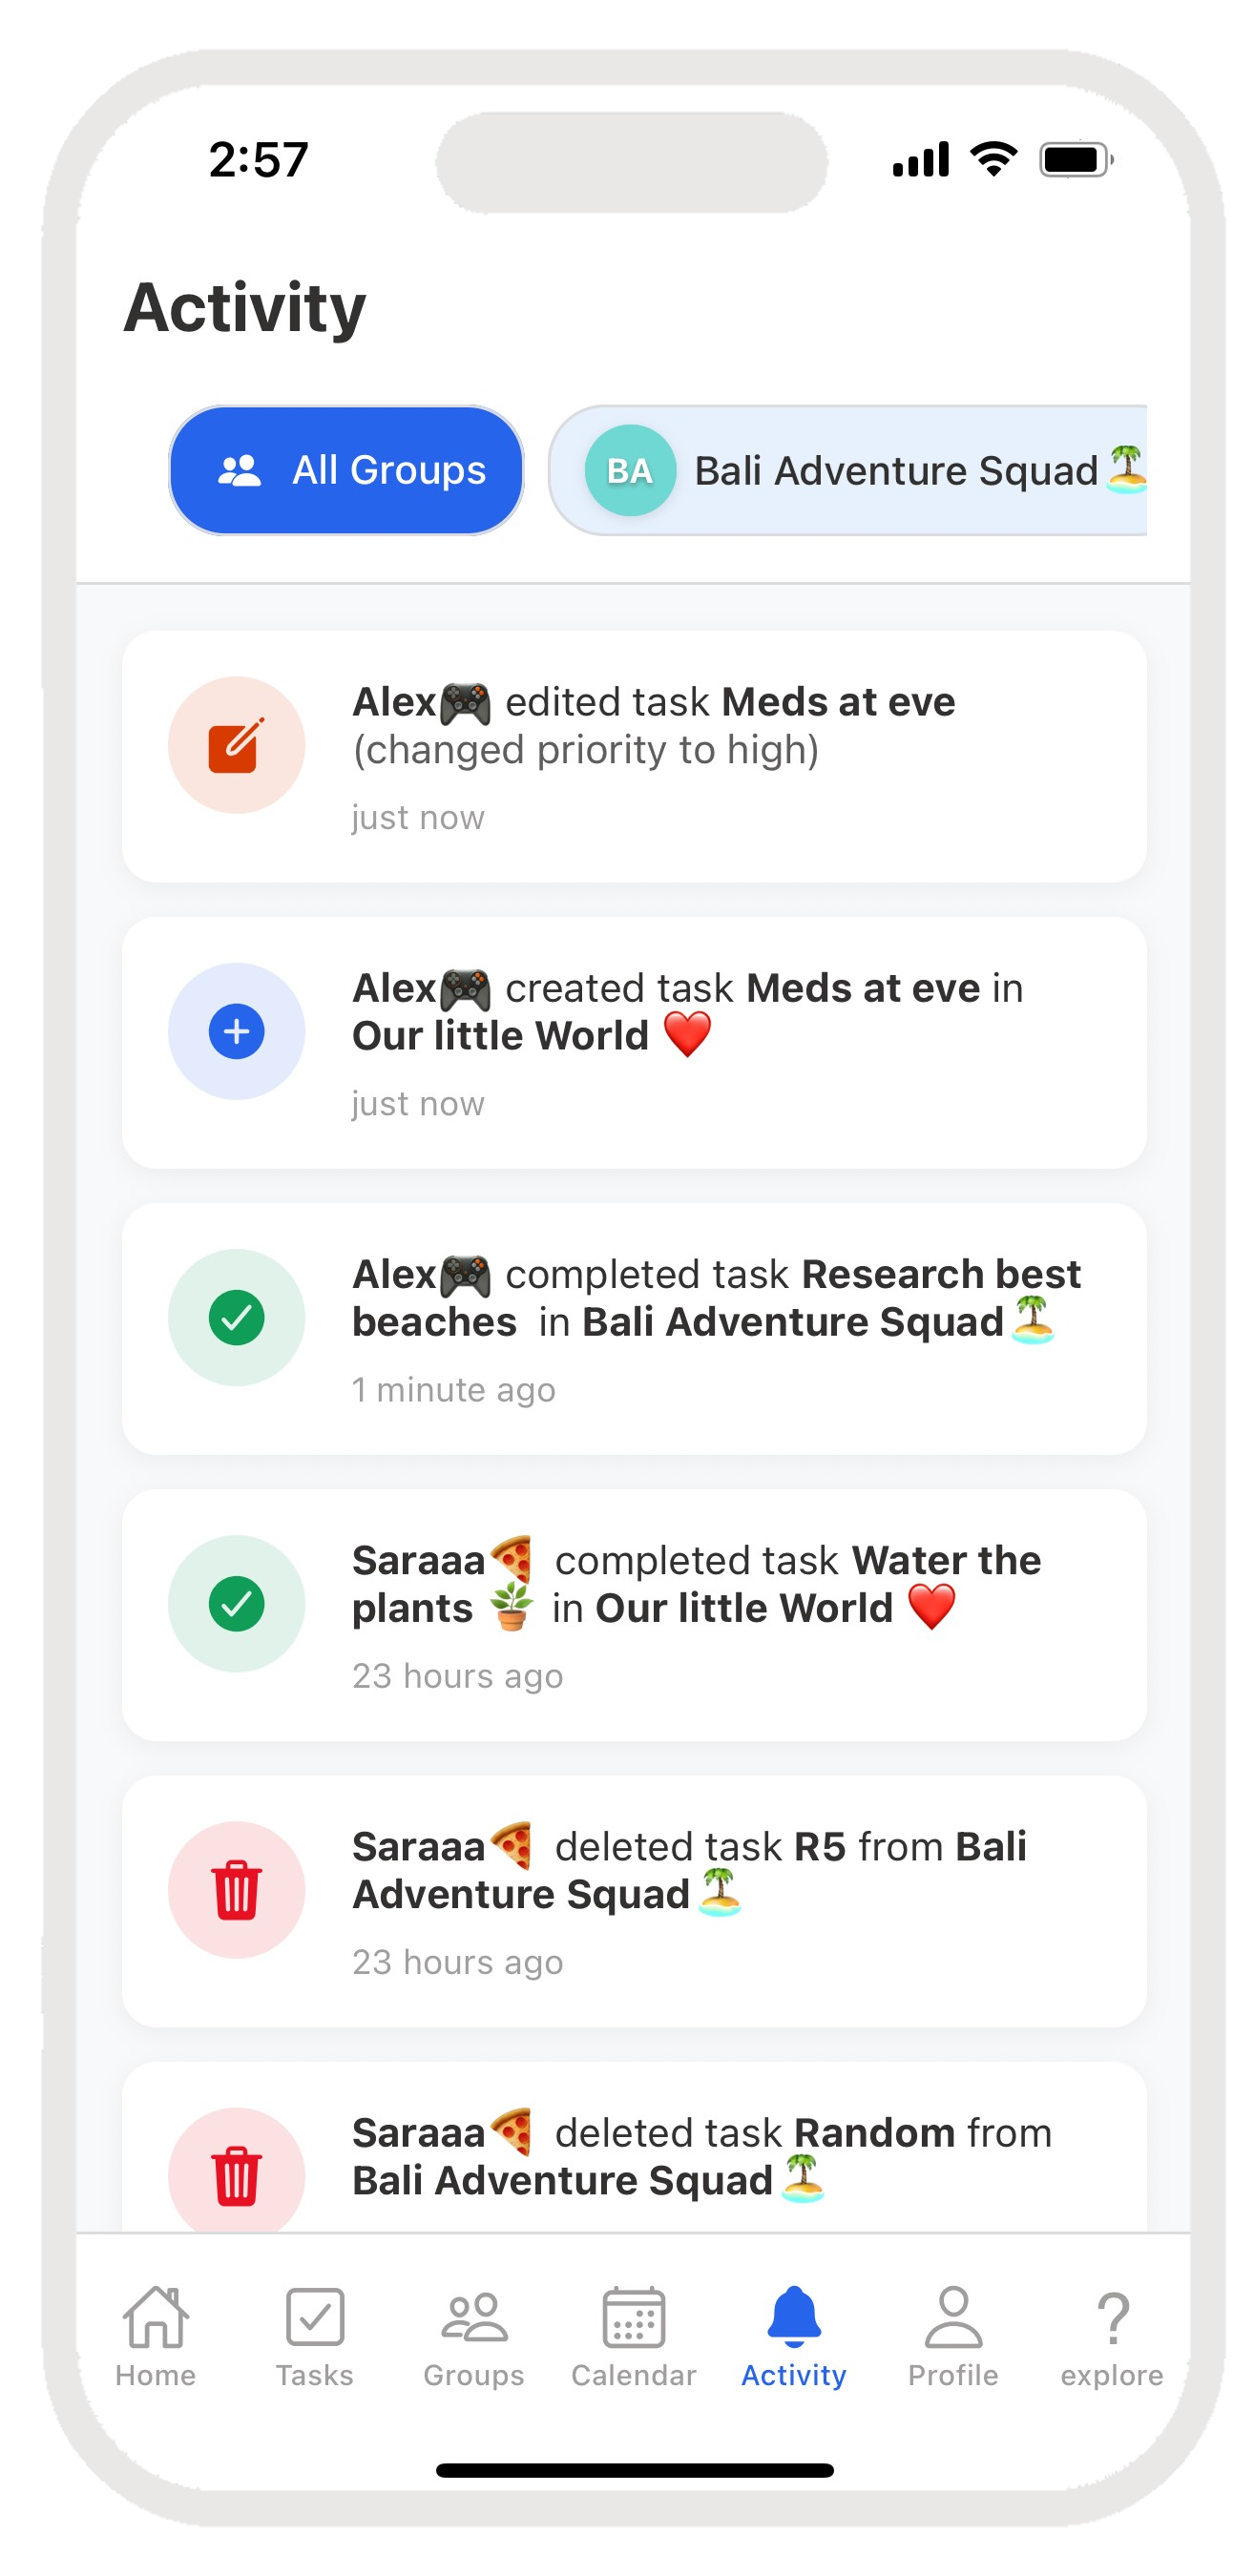 2:57
Activity
All Groups
BA Bali Adventure Squad🏝️
Alex🎮 edited task Meds at eve
(changed priority to high)
just now
Alex🎮 created task Meds at eve in
Our little World ❤️
just now
Alex🎮 completed task Research best
beaches in Bali Adventure Squad🏝️
1 minute ago
Saraaa🍕 completed task Water the
plants 🪴 in Our little World ❤️
23 hours ago
Saraaa🍕 deleted task R5 from Bali
Adventure Squad🏝️
23 hours ago
Saraaa🍕 deleted task Random from
Bali Adventure Squad🏝️
Home Tasks Groups Calendar Activity Profile explore